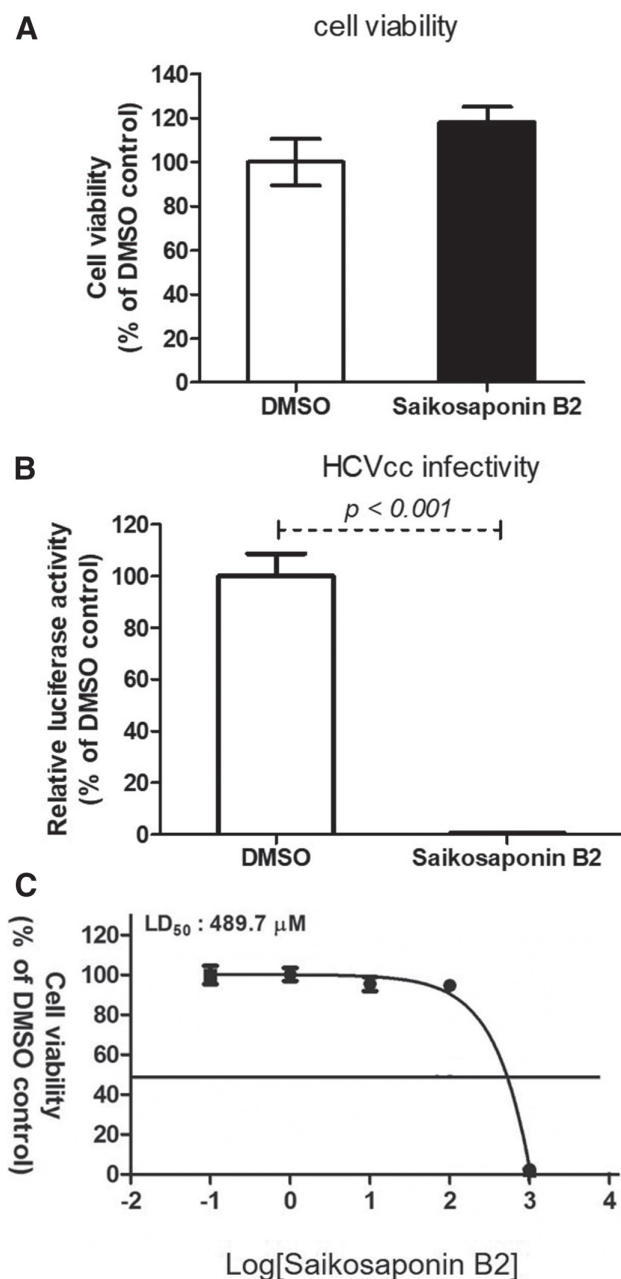 A
cell viability
Cell viability
(% of DMSO control)
140
120
100
80
60
40
20
0
DMSO Saikosaponin B2
B
HCVcc infectivity
p < 0.001
Relative luciferase activity
(% of DMSO control)
120
100
80
60
40
20
0
DMSO Saikosaponin B2
C
LD50 : 489.7 μM
Cell viability
(% of DMSO control)
120
100
80
60
40
20
0
-2 -1 0 1 2 3 4
Log[Saikosaponin B2]